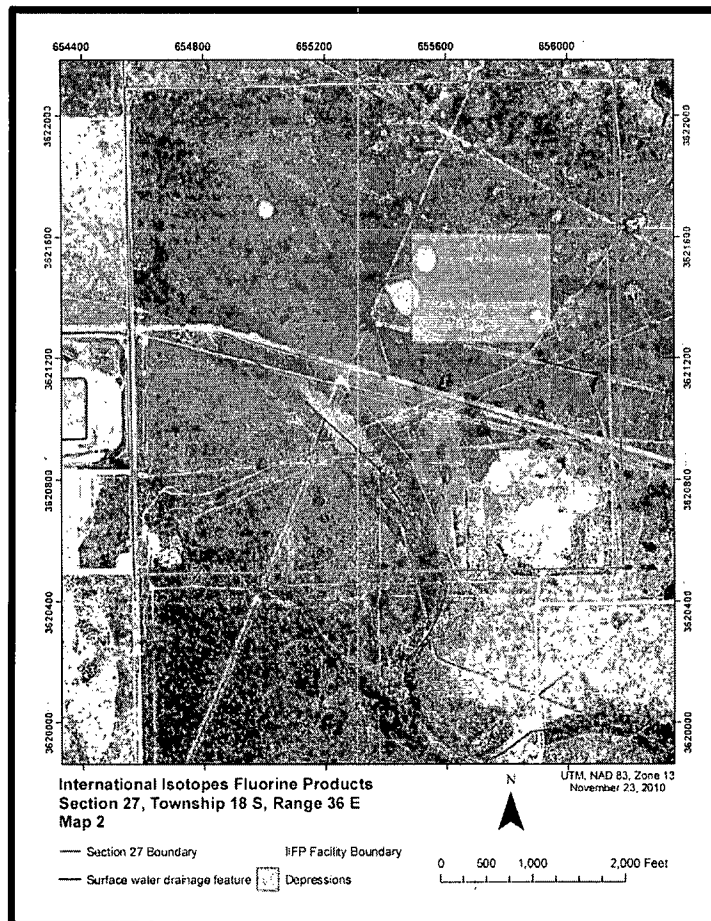 654400 654800 655200 655600 656000
3622000 3622000
3621600 3621600
3621200 3621200
3620800 3620800
3620400 3620400
3620000 3620000
International Isotopes Fluorine Products
Section 27, Township 18 S, Range 36 E
Map 2
N
UTM, NAD 83, Zone 13
November 23, 2010
Section 27 Boundary IIFP Facility Boundary
Surface water drainage feature Depressions
0 500 1,000 2,000 Feet